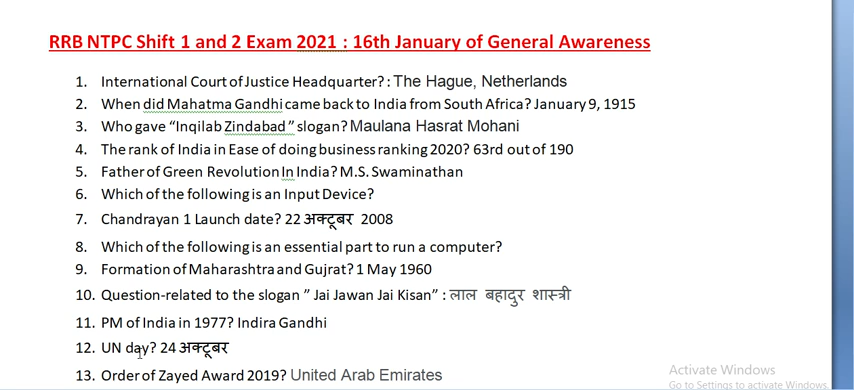 RRB NTPC Shift 1 and 2 Exam 2021 : 16th January of General Awareness
1. International Court of Justice Headquarter? : The Hague, Netherlands
2. When did Mahatma Gandhi came back to India from South Africa? January 9, 1915
3. Who gave “Inqilab Zindabad” slogan? Maulana Hasrat Mohani
4. The rank of India in Ease of doing business ranking 2020? 63rd out of 190
5. Father of Green Revolution In India? M.S. Swaminathan
6. Which of the following is an Input Device?
7. Chandrayan 1 Launch date? 22 अक्टूबर 2008
8. Which of the following is an essential part to run a computer?
9. Formation of Maharashtra and Gujrat? 1 May 1960
10. Question-related to the slogan ” Jai Jawan Jai Kisan” : लाल बहादुर शास्त्री
11. PM of India in 1977? Indira Gandhi
12. UN day? 24 अक्टूबर
13. Order of Zayed Award 2019? United Arab Emirates
Activate Windows
Go to Settings to activate Windows.